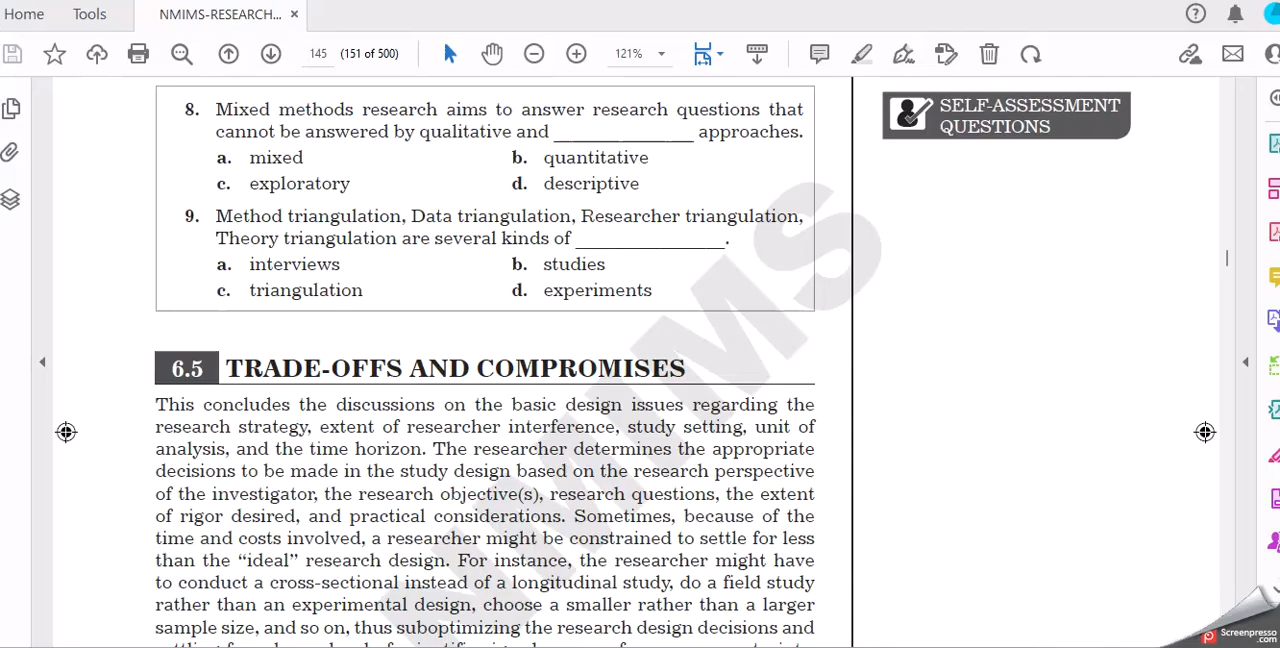 Home Tools NMIMS-RESEARCH... ×
145 (151 of 500) 121%
8. Mixed methods research aims to answer research questions that
cannot be answered by qualitative and ______________ approaches.
a. mixed b. quantitative
c. exploratory d. descriptive
9. Method triangulation, Data triangulation, Researcher triangulation,
Theory triangulation are several kinds of _______________.
a. interviews b. studies
c. triangulation d. experiments
SELF-ASSESSMENT
QUESTIONS
6.5 TRADE-OFFS AND COMPROMISES
This concludes the discussions on the basic design issues regarding the
research strategy, extent of researcher interference, study setting, unit of
analysis, and the time horizon. The researcher determines the appropriate
decisions to be made in the study design based on the research perspective
of the investigator, the research objective(s), research questions, the extent
of rigor desired, and practical considerations. Sometimes, because of the
time and costs involved, a researcher might be constrained to settle for less
than the “ideal” research design. For instance, the researcher might have
to conduct a cross-sectional instead of a longitudinal study, do a field study
rather than an experimental design, choose a smaller rather than a larger
sample size, and so on, thus suboptimizing the research design decisions and
NMIMS
Screenpresso
.com